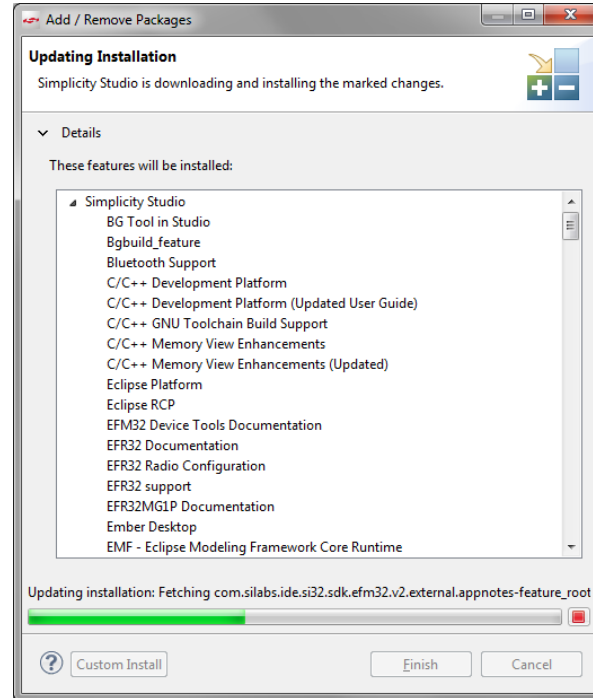 Add / Remove Packages
Updating Installation
Simplicity Studio is downloading and installing the marked changes.
Details
These features will be installed:
Simplicity Studio
BG Tool in Studio
Bgbuild_feature
Bluetooth Support
C/C++ Development Platform
C/C++ Development Platform (Updated User Guide)
C/C++ GNU Toolchain Build Support
C/C++ Memory View Enhancements
C/C++ Memory View Enhancements (Updated)
Eclipse Platform
Eclipse RCP
EFM32 Device Tools Documentation
EFR32 Documentation
EFR32 Radio Configuration
EFR32 support
EFR32MG1P Documentation
Ember Desktop
EMF - Eclipse Modeling Framework Core Runtime
Updating installation: Fetching com.silabs.ide.si32.sdk.efm32.v2.external.appnotes-feature_root
Custom Install
Finish
Cancel